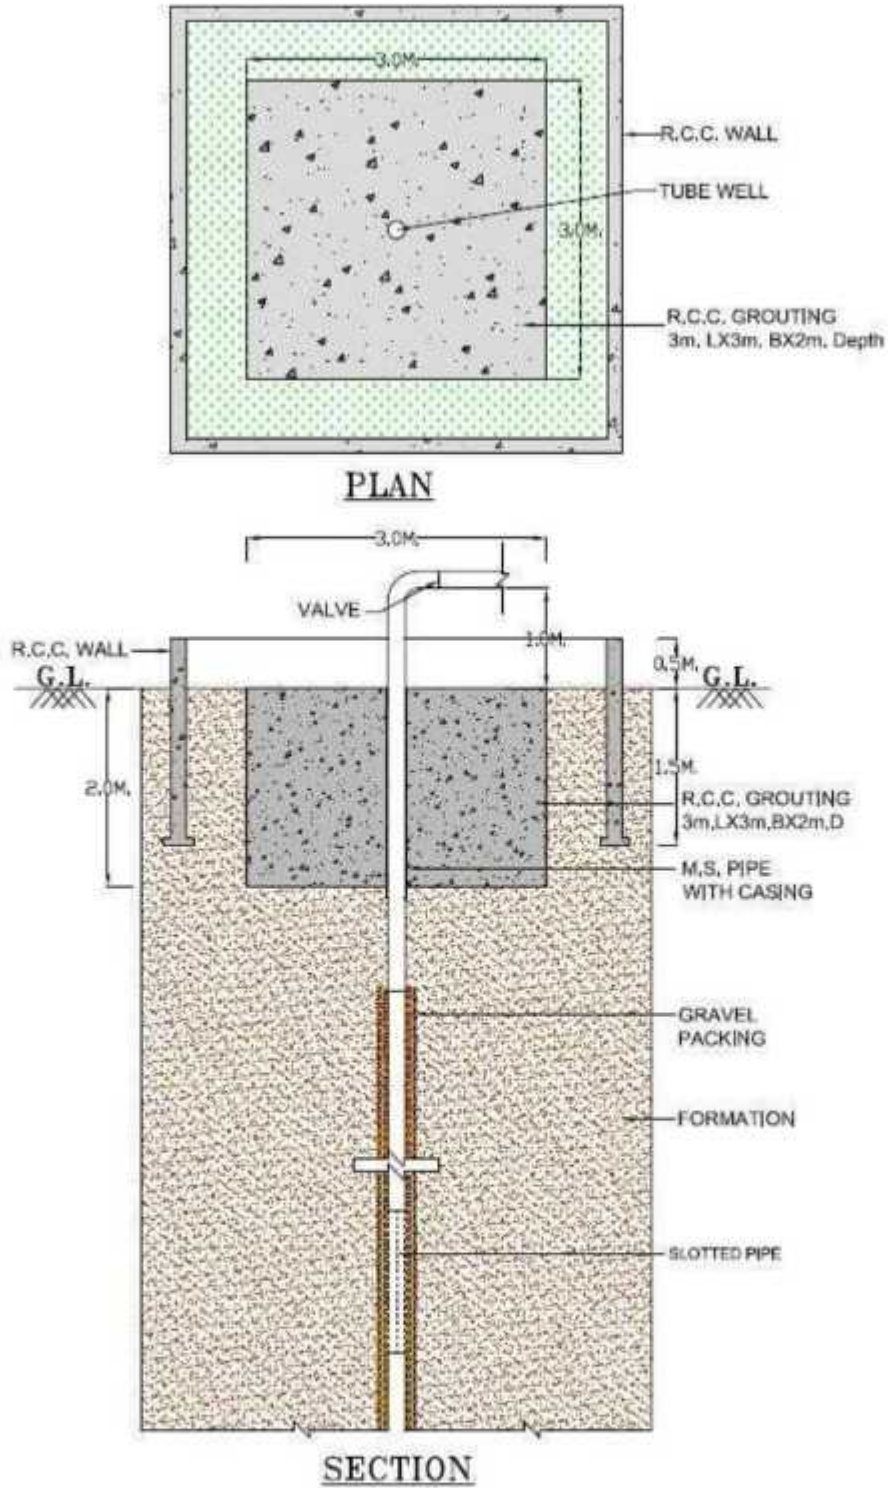 3.0M.
R.C.C. WALL
TUBE WELL
3.0M.
R.C.C. GROUTING
3m. LX3m. BX2m. Depth
PLAN
3.0M.
VALVE
1.0M.
R.C.C. WALL
0.5M.
G.L.
G.L.
2.0M.
1.5M.
R.C.C. GROUTING
3m.LX3m.BX2m.D
M.S. PIPE
WITH CASING
GRAVEL
PACKING
FORMATION
SLOTTED PIPE
SECTION